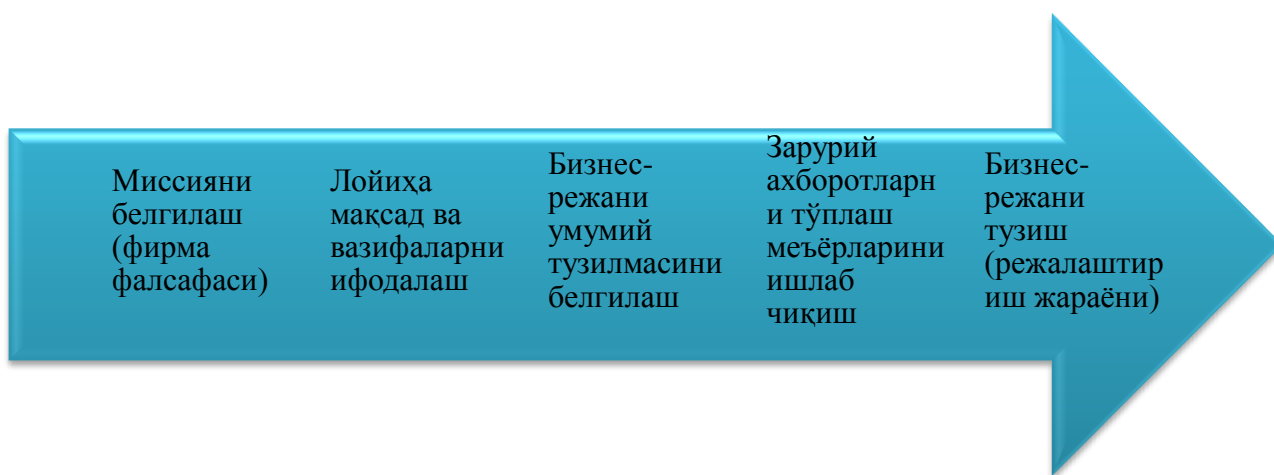 Миссияни
белгилаш
(фирма
фалсафаси)
Лойиҳа
мақсад ва
вазифаларни
ифодалаш
Бизнес-
режани
умумий
тузилмасини
белгилаш
Зарурий
ахборотларн
и тўплаш
меъёрларини
ишлаб
чиқиш
Бизнес-
режани
тузиш
(режалаштир
иш жараёни)